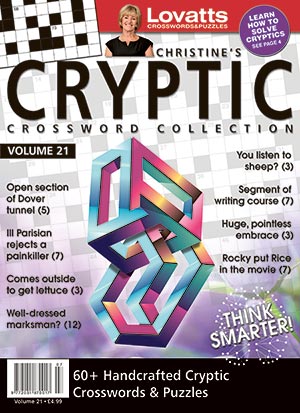 Lovatts
CROSSWORDS&PUZZLES
LEARN
HOW TO
SOLVE
CRYPTICS
SEE PAGE 4
CHRISTINE'S
CRYPTIC
CROSSWORD COLLECTION
VOLUME 21
Open section
of Dover
tunnel (5)
Ill Parisian
rejects a
painkiller (7)
Comes outside
to get lettuce (3)
Well-dressed
marksman? (12)
You listen to
sheep? (3)
Segment of
writing course (7)
Huge, pointless
embrace (3)
Rocky put Rice
in the movie (7)
THINK
SMARTER!
60+ Handcrafted Cryptic
Crosswords & Puzzles
Volume 21 • £4.99